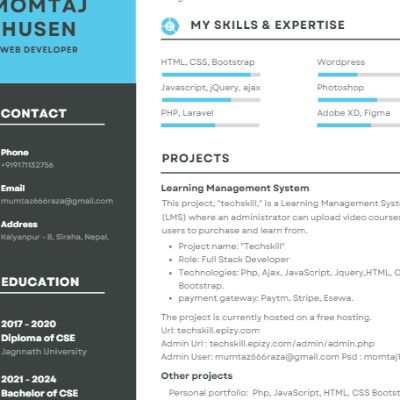 MOMTAJ
HUSEN
WEB DEVELOPER
CONTACT
Phone
+919171132756
Email
mumtaz666raza@gmail.com
Address
Kalyanpur - 8, Siraha, Nepal.
EDUCATION
2017 - 2020
Diploma of CSE
Jagnnath University
2021 - 2024
Bachelor of CSE
MY SKILLS & EXPERTISE
HTML, CSS, Bootstrap
Wordpress
Javascript, jQuery, ajax
Photoshop
PHP, Laravel
Adobe XD, Figma
PROJECTS
Learning Management System
This project, "techskill," is a Learning Management Syst
(LMS) where an administrator can upload video courses
users to purchase and learn from.
• Project name: "Techskill"
• Role: Full Stack Developer
• Technologies: Php, Ajax, JavaScript, Jquery,HTML, C
Bootstrap.
• payment gateway: Paytm, Stripe, Esewa.
The project is currently hosted on a free hosting.
Url: techskill.epizy.com
Admin Url : techskill.epizy.com/admin/admin.php
Admin User: mumtaz666raza@gmail.com Psd : momtaj1
Other projects
Personal portfolio: Php, JavaScript, HTML, CSS Bootst